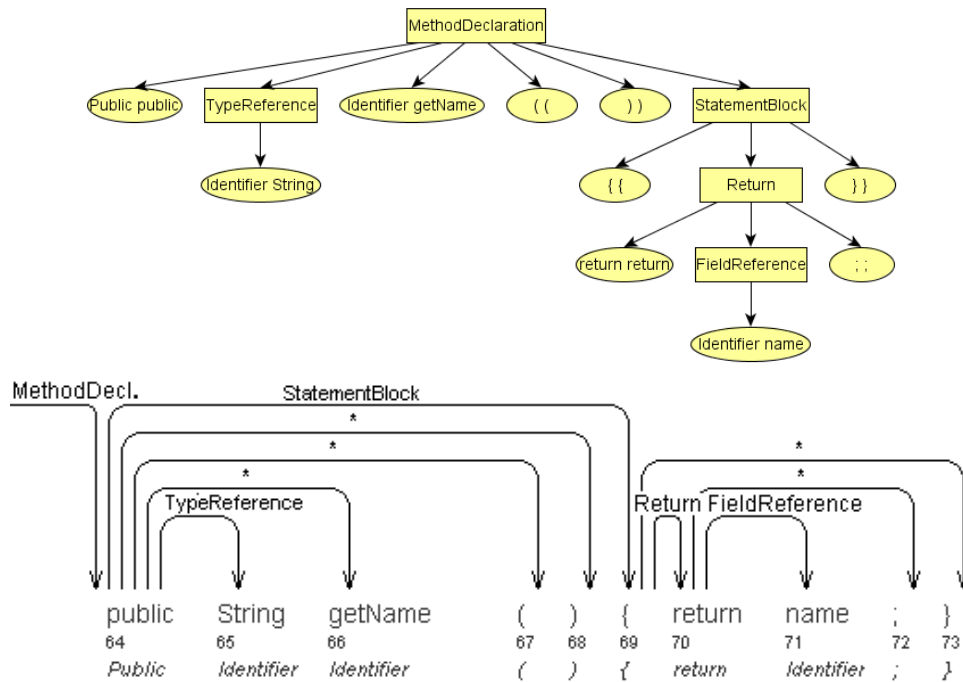 MethodDeclaration
Public public TypeReference Identifier getName ( ( ) ) StatementBlock
Identifier String { { Return } }
return return FieldReference ; ;
Identifier name
MethodDecl. StatementBlock
*
* *
* *
TypeReference Return FieldReference
public String getName ( ) { return name ; }
64 65 66 67 68 69 70 71 72 73
Public Identifier Identifier ( ) { return Identifier ; }